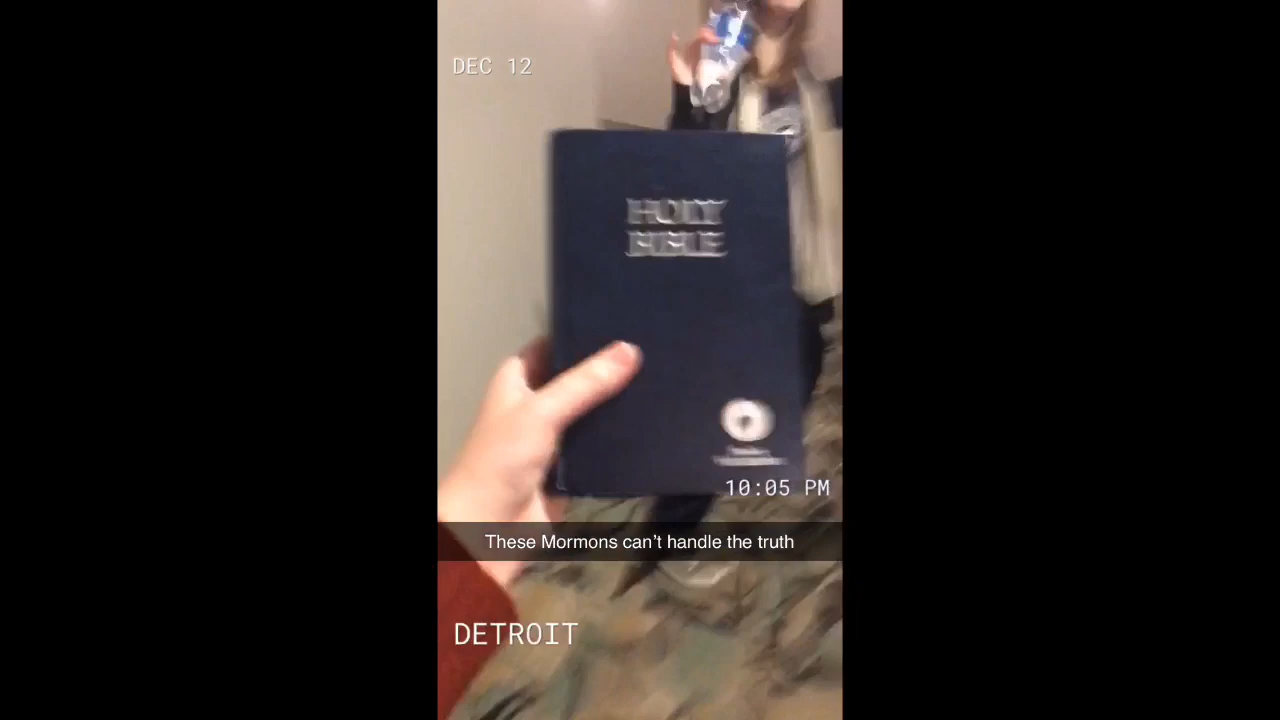 DEC 12
HOLY
BIBLE
10:05 PM
These Mormons can't handle the truth
DETROIT